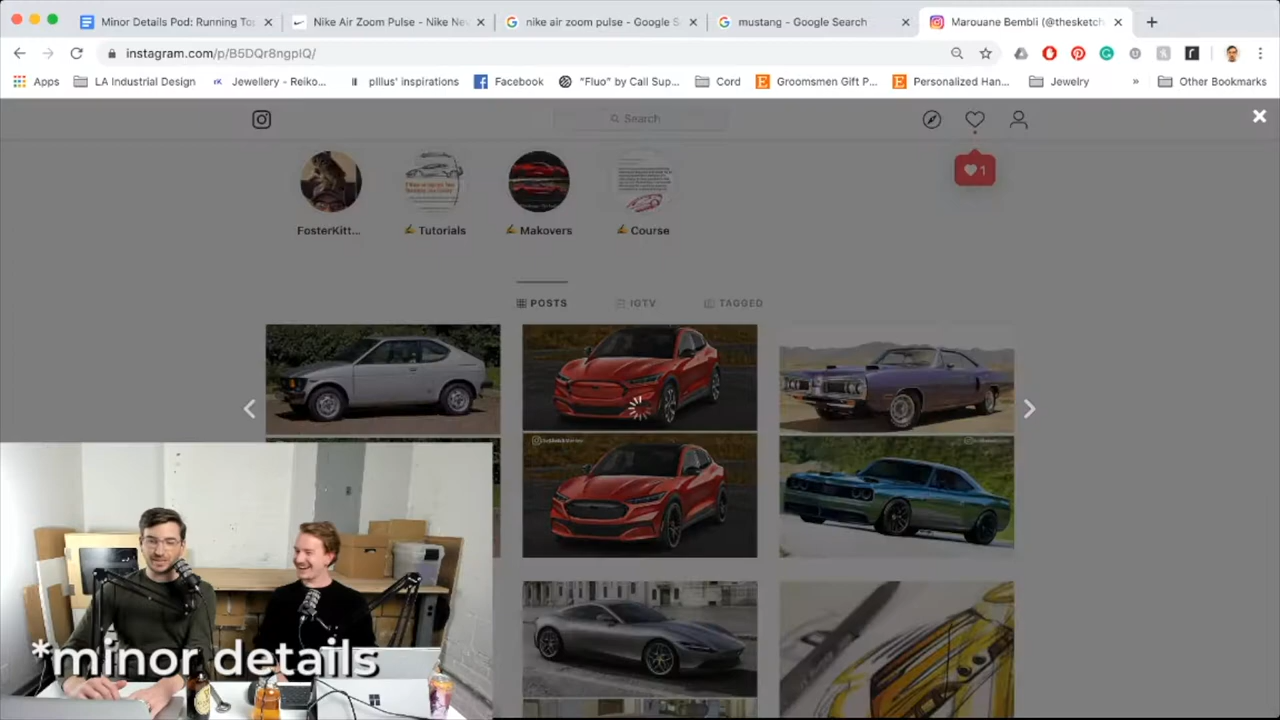 Minor Details Pod: Running To
Nike Air Zoom Pulse - Nike Ne
nike air zoom pulse - Google S
mustang - Google Search
Marouane Bembli (@thesketch
instagram.com/p/B5DQr8ngpIQ/
Apps
LA Industrial Design
Jewellery - Reiko...
plllus' inspirations
Facebook
"Fluo" by Call Sup...
Cord
Groomsmen Gift P...
Personalized Han...
Jewelry
»
Other Bookmarks
Search
1
FosterKitt...
Tutorials
Makovers
Course
POSTS
IGTV
TAGGED
*minor details